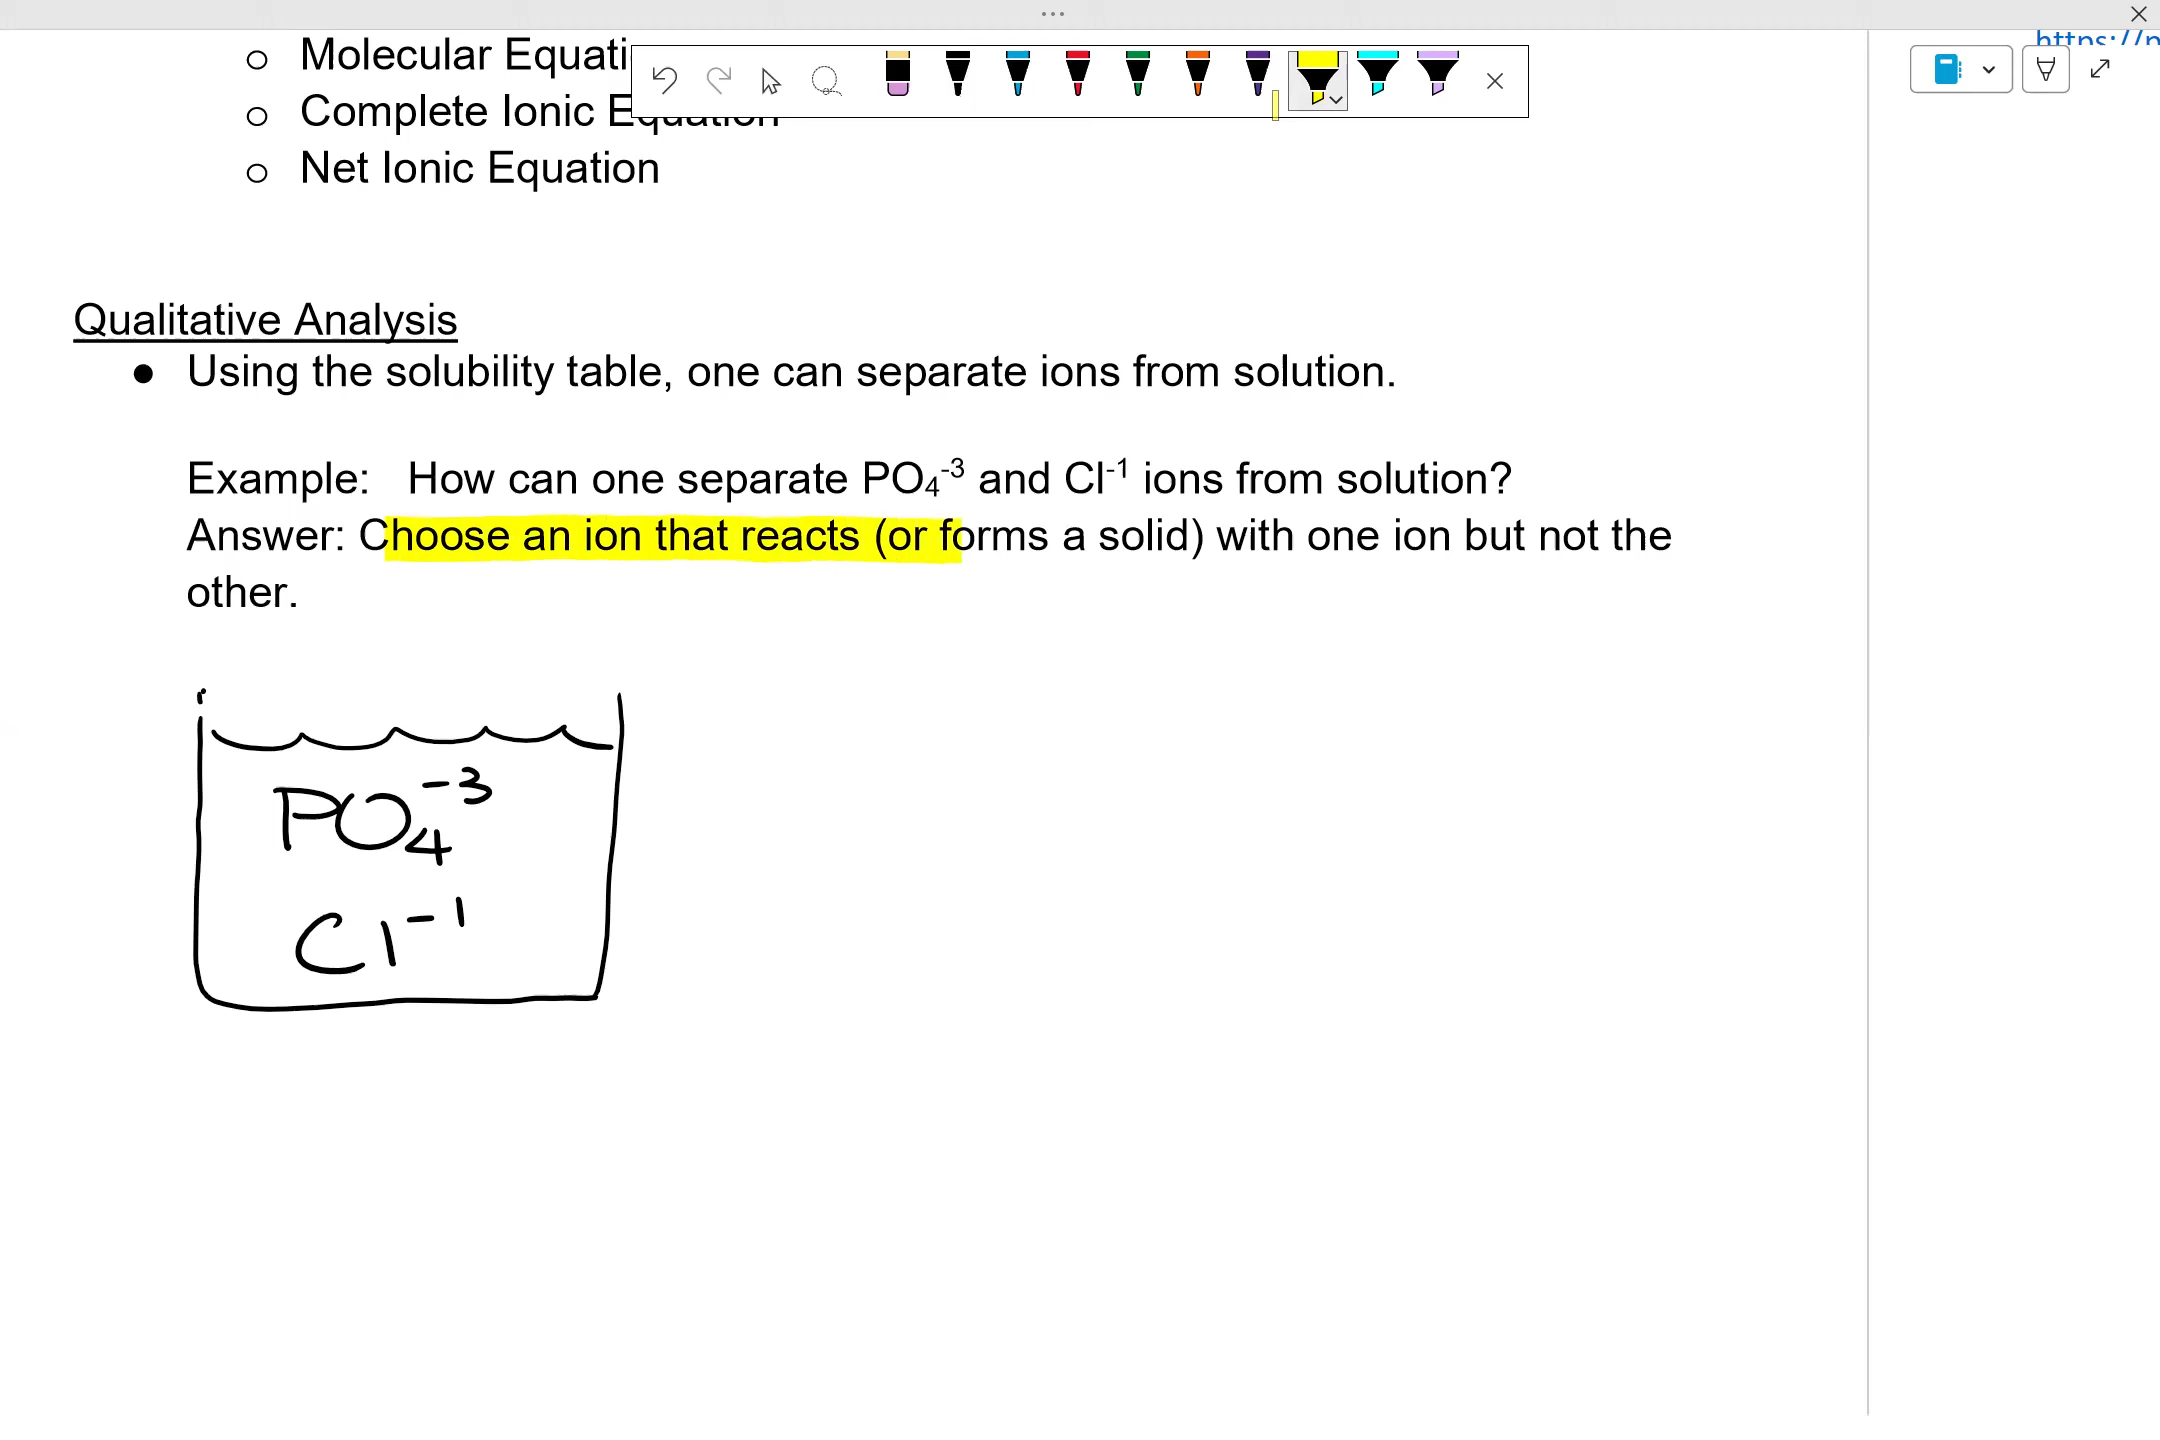 Molecular Equati
https://n
Complete Ionic Equation
Net Ionic Equation
Qualitative Analysis
● Using the solubility table, one can separate ions from solution.
Example: How can one separate PO₄⁻³ and Cl⁻¹ ions from solution?
Answer: Choose an ion that reacts (or forms a solid) with one ion but not the
other.
PO₄⁻³
Cl⁻¹